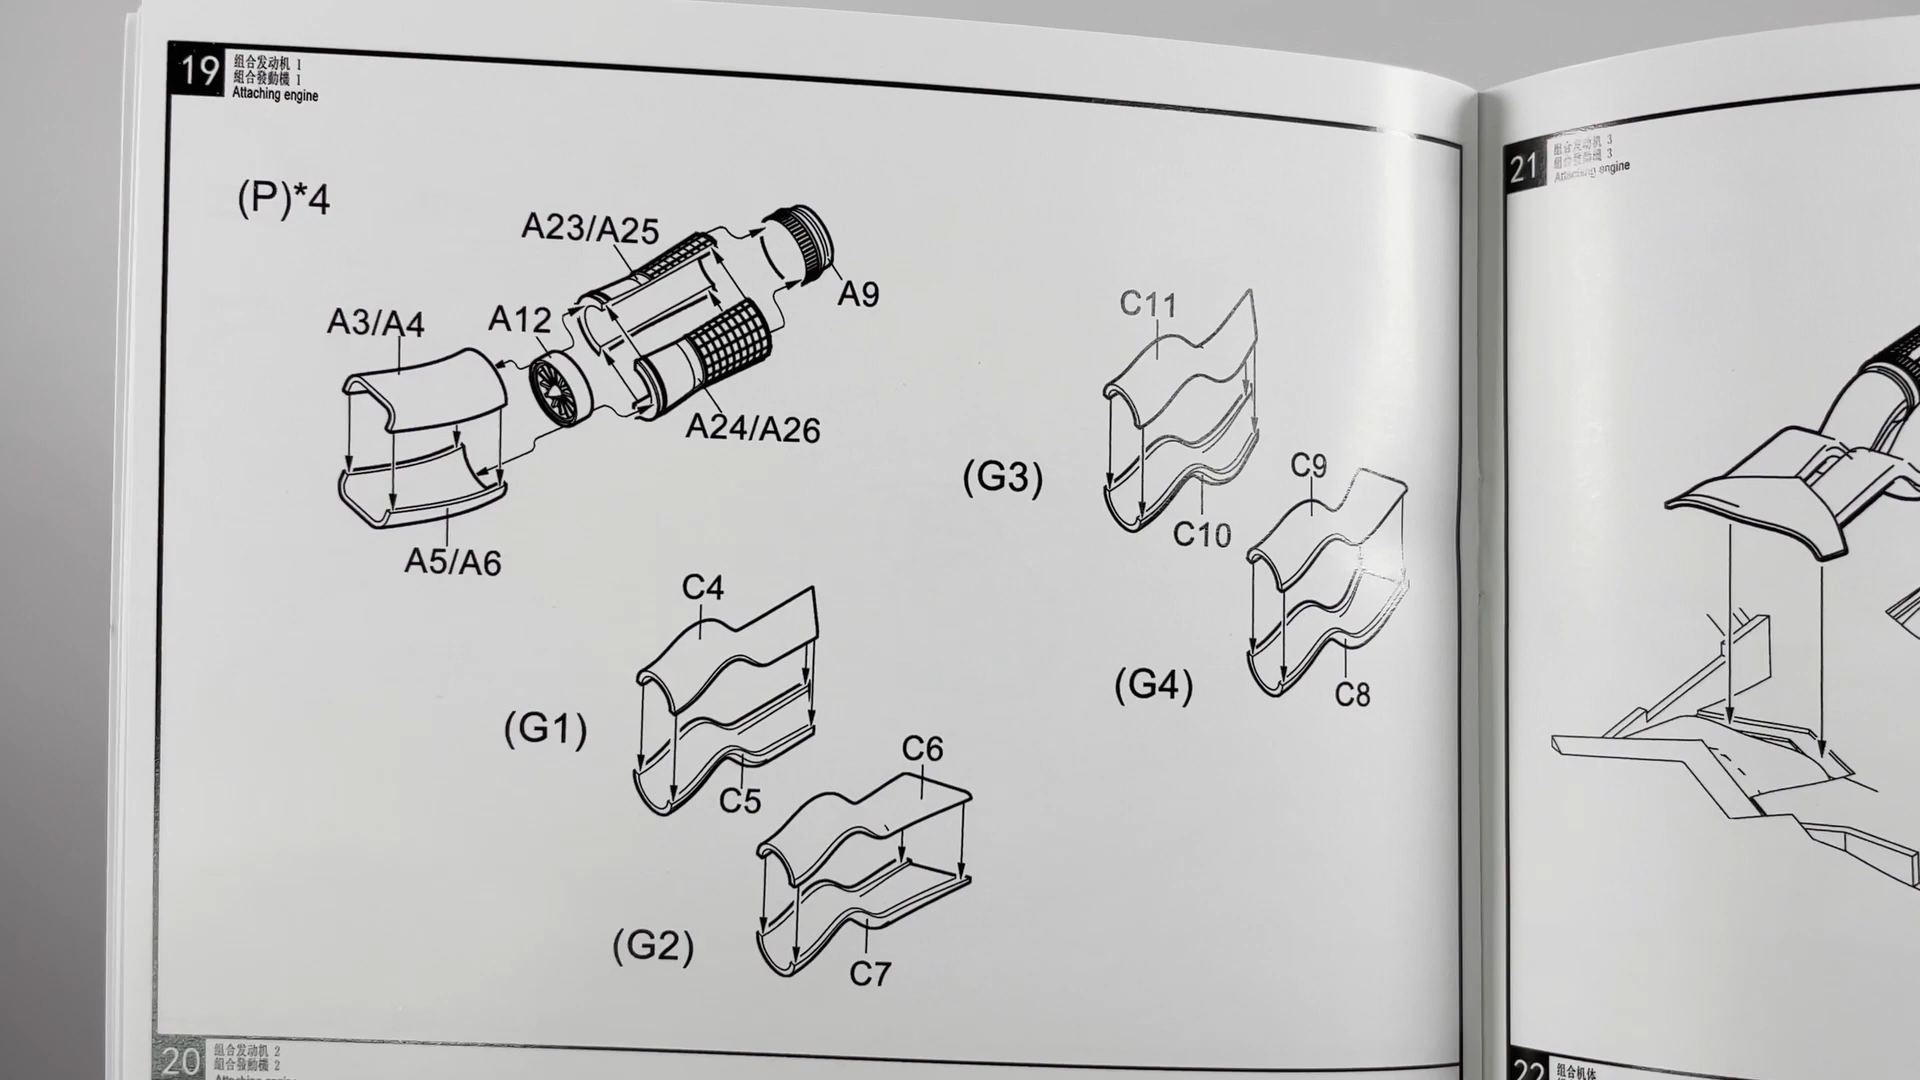 19
组合发动机 1
組合發動機 1
Attaching engine
(P)*4
A23/A25
A9
A3/A4
A12
A24/A26
A5/A6
C11
(G3)
C10
C9
(G4)
C8
C4
(G1)
C5
C6
(G2)
C7
20
组合发动机 2
組合發動機 2
21
组合发动机 3
組合發動機 3
Attaching engine
22
组合机体